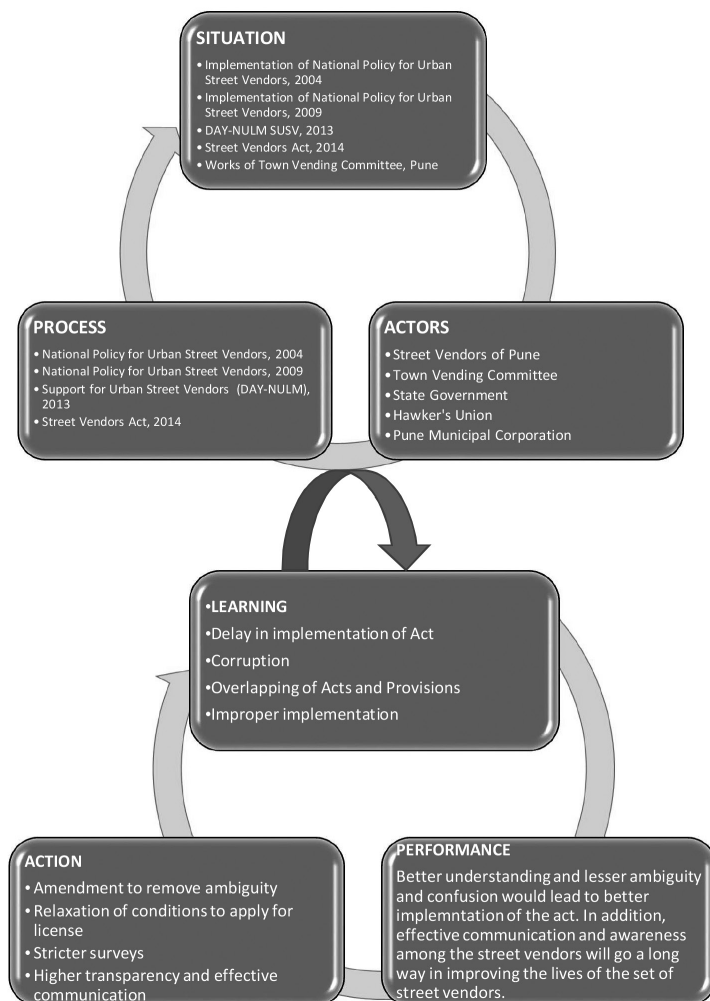 SITUATION
• Implementation of National Policy for Urban
Street Vendors, 2004
• Implementation of National Policy for Urban
Street Vendors, 2009
• DAY-NULM SUSV, 2013
• Street Vendors Act, 2014
• Works of Town Vending Committee, Pune
PROCESS
• National Policy for Urban Street Vendors, 2004
• National Policy for Urban Street Vendors, 2009
• Support for Urban Street Vendors (DAY-NULM),
2013
• Street Vendors Act, 2014
ACTORS
•Street Vendors of Pune
•Town Vending Committee
•State Government
•Hawker's Union
•Pune Municipal Corporation
•LEARNING
•Delay in implementation of Act
•Corruption
•Overlapping of Acts and Provisions
•Improper implementation
ACTION
• Amendment to remove ambiguity
• Relaxation of conditions to apply for
license
• Stricter surveys
• Higher transparency and effective
communication
PERFORMANCE
Better understanding and lesser ambiguity
and confusion would lead to better
implemntation of the act. In addition,
effective communication and awareness
among the street vendors will go a long
way in improving the lives of the set of
street vendors.